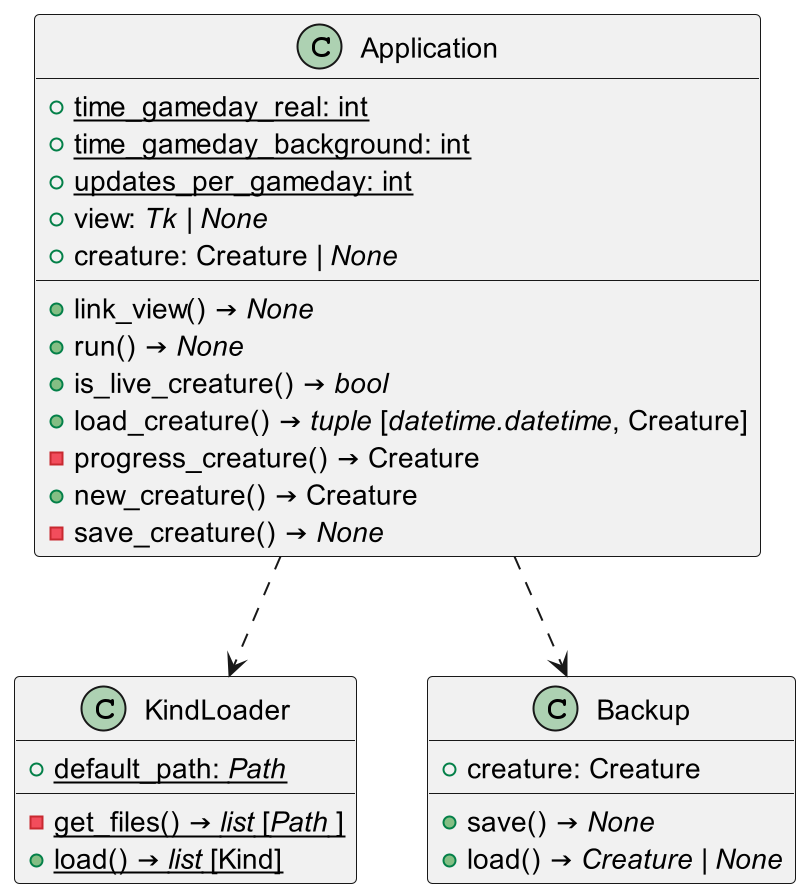 C Application
time_gameday_real: int
time_gameday_background: int
updates_per_gameday: int
view: Tk | None
creature: Creature | None
link_view() → None
run() → None
is_live_creature() → bool
load_creature() → tuple [datetime.datetime, Creature]
progress_creature() → Creature
new_creature() → Creature
save_creature() → None
C KindLoader
default_path: Path
get_files() → list [Path ]
load() → list [Kind]
C Backup
creature: Creature
save() → None
load() → Creature | None